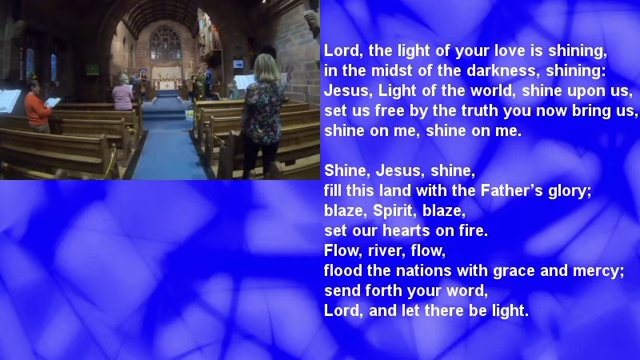 Lord, the light of your love is shining,
in the midst of the darkness, shining:
Jesus, Light of the world, shine upon us,
set us free by the truth you now bring us,
shine on me, shine on me.
Shine, Jesus, shine,
fill this land with the Father’s glory;
blaze, Spirit, blaze,
set our hearts on fire.
Flow, river, flow,
flood the nations with grace and mercy;
send forth your word,
Lord, and let there be light.